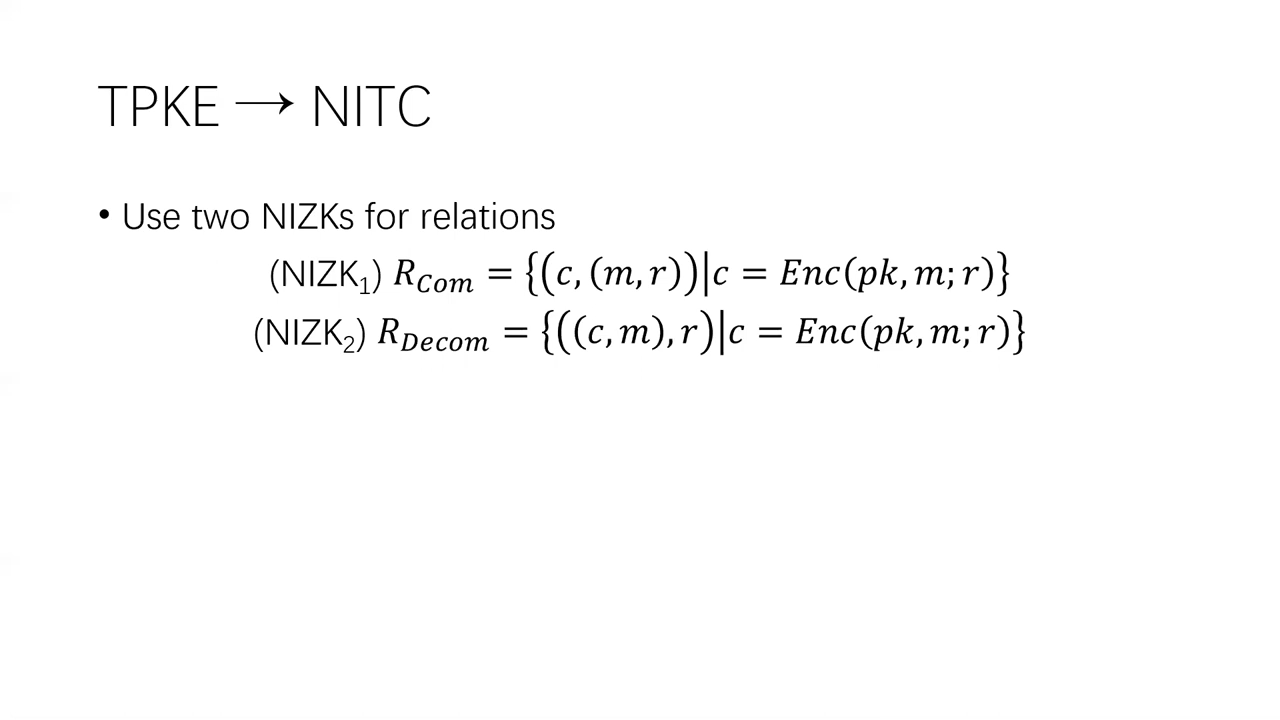 TPKE → NITC
• Use two NIZKs for relations
(NIZK₁) R_Com = {(c, (m, r))|c = Enc(pk, m; r)}
(NIZK₂) R_Decom = {((c, m), r)|c = Enc(pk, m; r)}